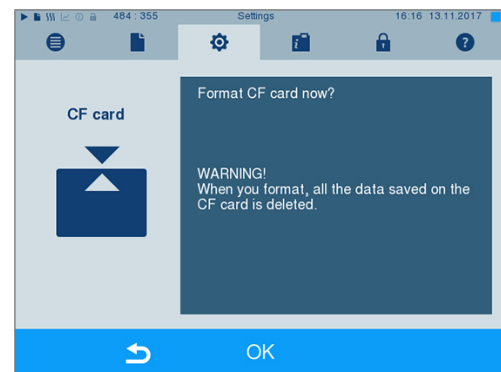 484 : 355 Settings 16:16 13.11.2017
CF card
Format CF card now?
WARNING!
When you format, all the data saved on the
CF card is deleted.
OK